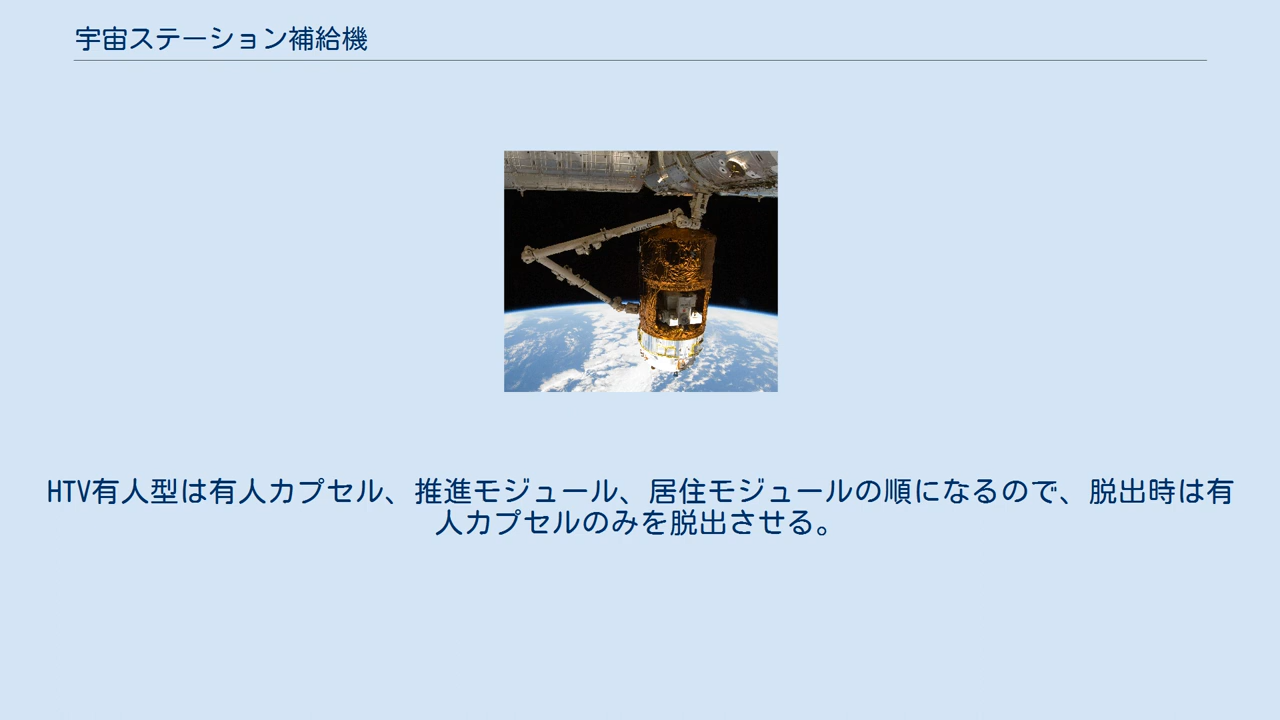 宇宙ステーション補給機
HTV有人型は有人カプセル、推進モジュール、居住モジュールの順になるので、脱出時は有
人カプセルのみを脱出させる。